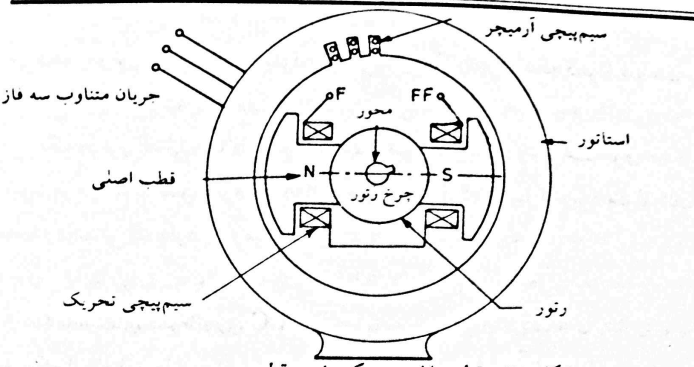 سیم‌پیچی آرمیچر
جریان متناوب سه فاز
F
FF
محور
استاتور
قطب اصلی
N
S
چرخ رتور
سیم‌پیچی تحریک
رتور